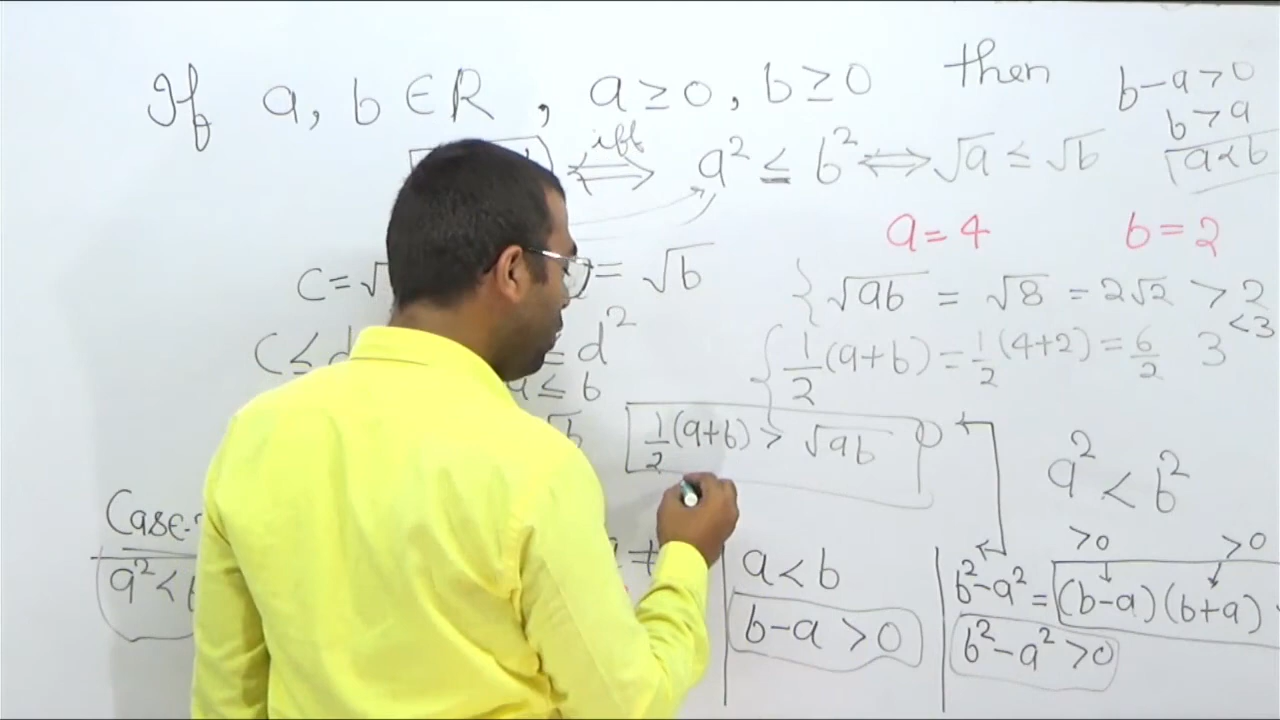 If a, b ∈ R , a ≥ 0, b ≥ 0 then
b-a>0
b>a
a<b
iff
⟺ a² ≤ b² ⟺ √a ≤ √b
a = 4 b = 2
c = √ = √b
√ab = √8 = 2√2 > 2
<3
c ≤ d = d²
1/2 (a+b) = 1/2 (4+2) = 6/2 3
a ≤ b
√b
1/2 (a+b) > √ab
a² < b²
Case-
>0 >0
a ≠
a < b
a² < b
b²-a² = (b-a)(b+a)
b-a > 0
b²-a² > 0